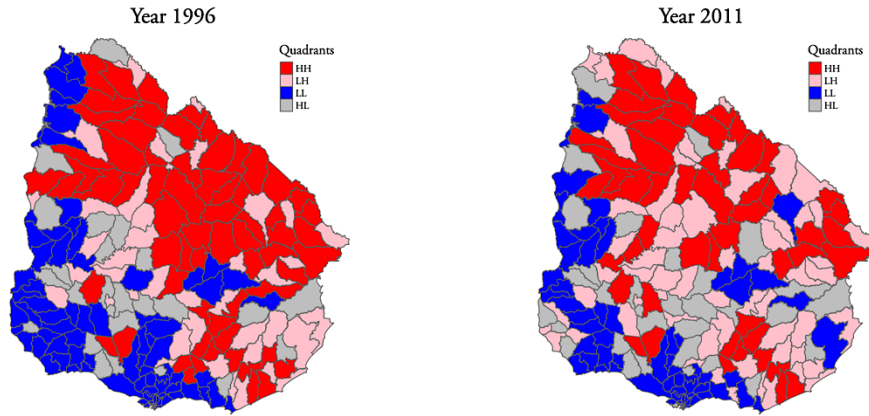 Year 1996
Quadrants
HH
LH
LL
HL
Year 2011
Quadrants
HH
LH
LL
HL